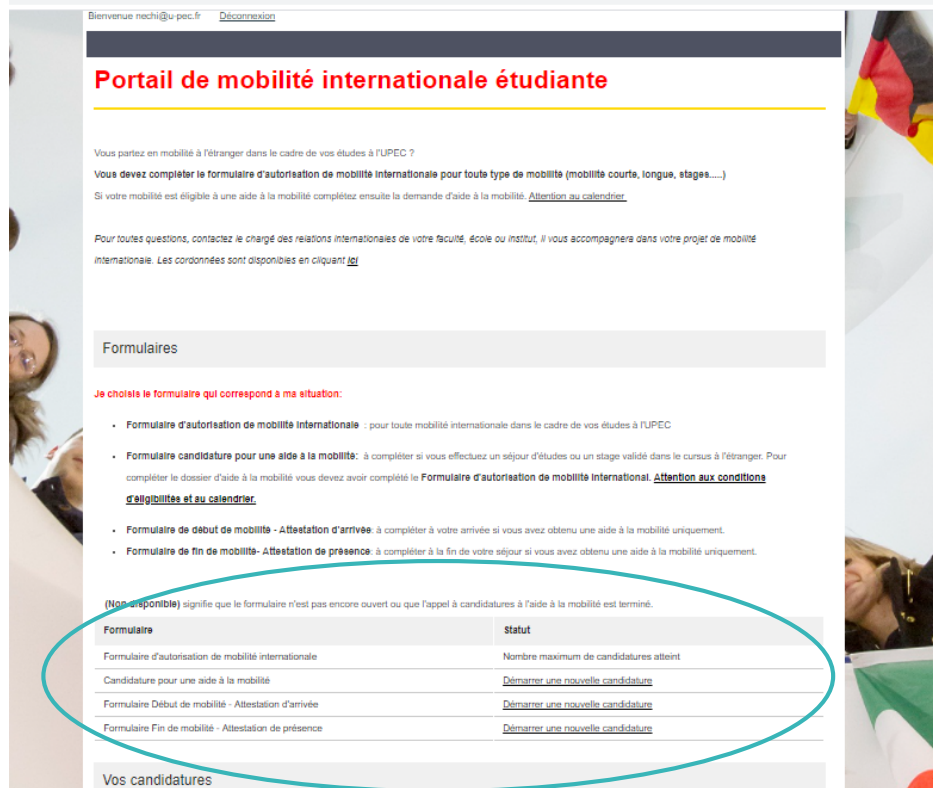 Bienvenue nechi@u-pec.fr Déconnexion
Portail de mobilité internationale étudiante
Vous partez en mobilité à l'étranger dans le cadre de vos études à l'UPEC ?
Vous devez compléter le formulaire d'autorisation de mobilité internationale pour toute type de mobilité (mobilité courte, longue, stages.....)
Si votre mobilité est éligible à une aide à la mobilité complétez ensuite la demande d'aide à la mobilité. Attention au calendrier
Pour toutes questions, contactez le chargé des relations internationales de votre faculté, école ou institut, il vous accompagnera dans votre projet de mobilité
internationale. Les cordonnées sont disponibles en cliquant ici
Formulaires
Je choisis le formulaire qui correspond à ma situation:
• Formulaire d'autorisation de mobilité internationale : pour toute mobilité internationale dans le cadre de vos études à l'UPEC
• Formulaire candidature pour une aide à la mobilité: à compléter si vous effectuez un séjour d'études ou un stage validé dans le cursus à l'étranger. Pour
compléter le dossier d'aide à la mobilité vous devez avoir complété le Formulaire d'autorisation de mobilité international. Attention aux conditions
d'éligibilités et au calendrier.
• Formulaire de début de mobilité - Attestation d'arrivée: à compléter à votre arrivée si vous avez obtenu une aide à la mobilité uniquement.
• Formulaire de fin de mobilité- Attestation de présence: à compléter à la fin de votre séjour si vous avez obtenu une aide à la mobilité uniquement.
(Non disponible) signifie que le formulaire n'est pas encore ouvert ou que l'appel à candidatures à l'aide à la mobilité est terminé.
Formulaire Statut
Formulaire d'autorisation de mobilité internationale Nombre maximum de candidatures atteint
Candidature pour une aide à la mobilité Démarrer une nouvelle candidature
Formulaire Début de mobilité - Attestation d'arrivée Démarrer une nouvelle candidature
Formulaire Fin de mobilité - Attestation de présence Démarrer une nouvelle candidature
Vos candidatures